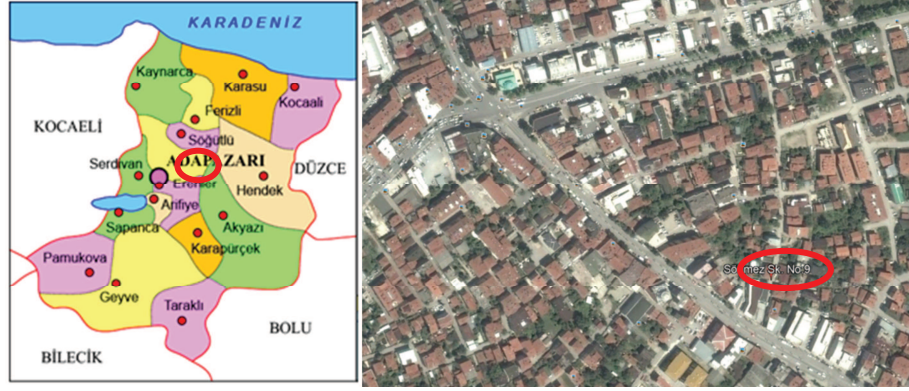 KARADENİZ
Kaynarca
Karasu
Kocaali
Ferizli
KOCAELİ
Söğütlü
Serdivan
ADAPAZARI
DÜZCE
Erenler
Hendek
Arifiye
Sapanca
Akyazı
Karapürçek
Pamukova
Geyve
Taraklı
BOLU
BİLECİK
Sölmez Sk. No 9